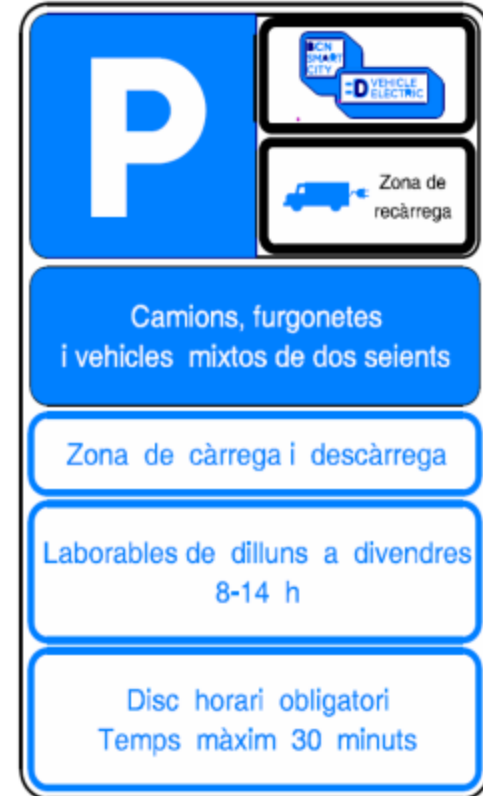 P
BCN
SMART
CITY
VEHICLE
ELECTRIC
Zona de
recàrrega
Camions, furgonetes
i vehicles mixtos de dos seients
Zona de càrrega i descàrrega
Laborables de dilluns a divendres
8-14 h
Disc horari obligatori
Temps màxim 30 minuts